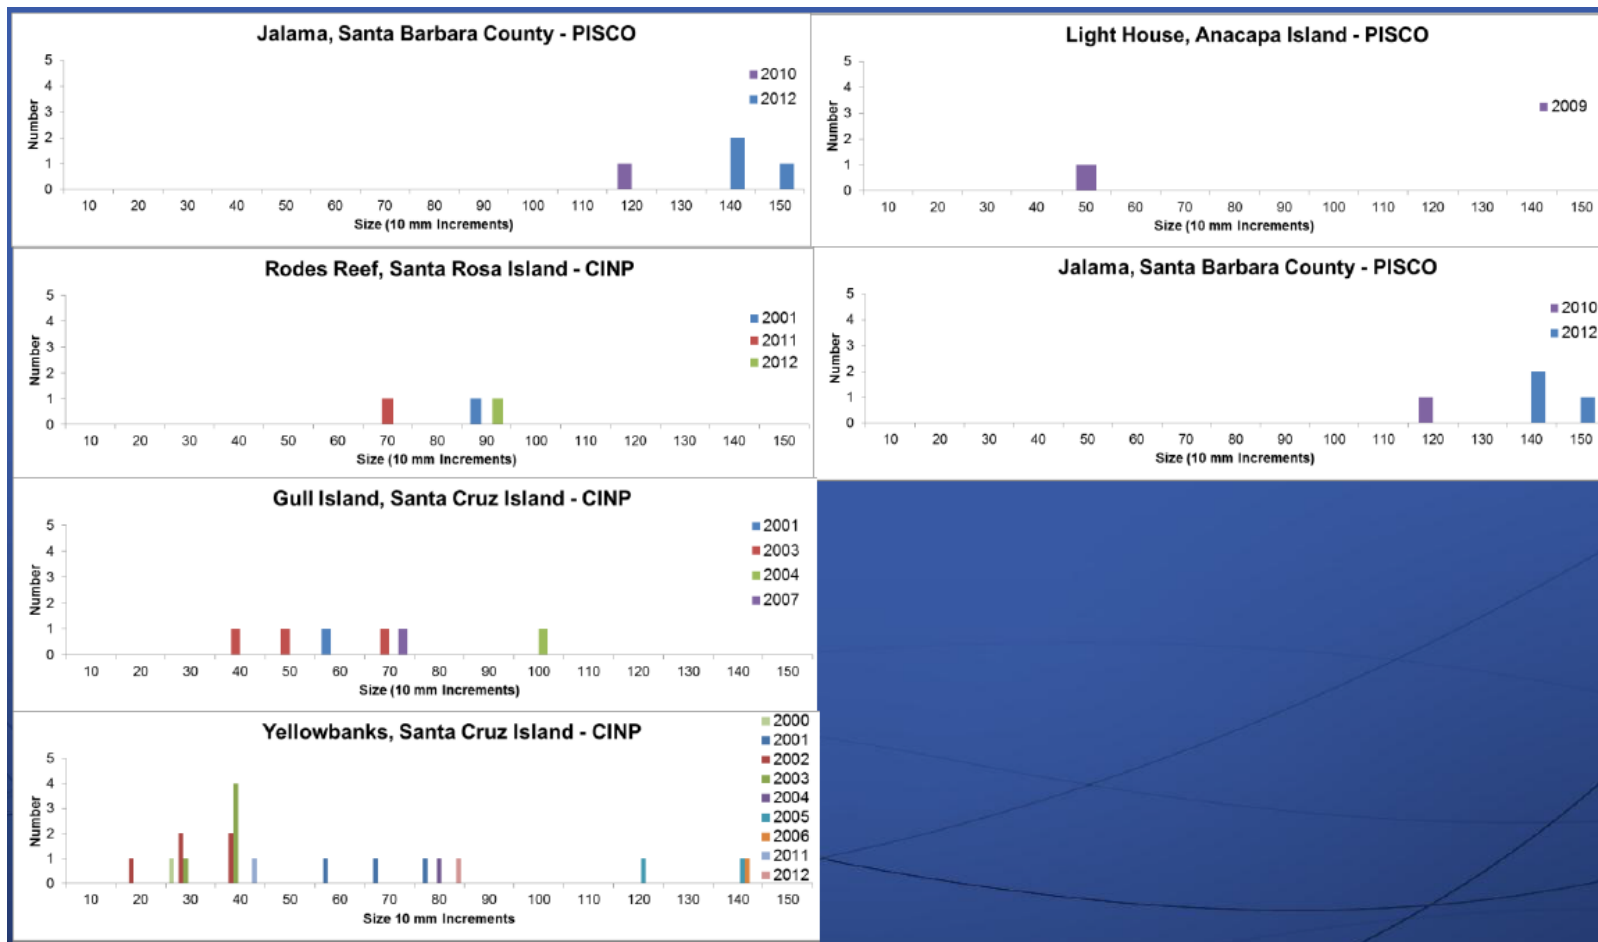 Jalama, Santa Barbara County - PISCO
5
4
3
2
1
0
Number
2010
2012
10 20 30 40 50 60 70 80 90 100 110 120 130 140 150
Size (10 mm Increments)
Light House, Anacapa Island - PISCO
5
4
3
2
1
0
Number
2009
10 20 30 40 50 60 70 80 90 100 110 120 130 140 150
Size (10 mm Increments)
Rodes Reef, Santa Rosa Island - CINP
5
4
3
2
1
0
Number
2001
2011
2012
10 20 30 40 50 60 70 80 90 100 110 120 130 140 150
Size (10 mm Increments)
Jalama, Santa Barbara County - PISCO
5
4
3
2
1
0
Number
2010
2012
10 20 30 40 50 60 70 80 90 100 110 120 130 140 150
Size (10 mm Increments)
Gull Island, Santa Cruz Island - CINP
5
4
3
2
1
0
Number
2001
2003
2004
2007
10 20 30 40 50 60 70 80 90 100 110 120 130 140 150
Size (10 mm Increments)
Yellowbanks, Santa Cruz Island - CINP
5
4
3
2
1
0
Number
2000
2001
2002
2003
2004
2005
2006
2011
2012
10 20 30 40 50 60 70 80 90 100 110 120 130 140 150
Size 10 mm Increments